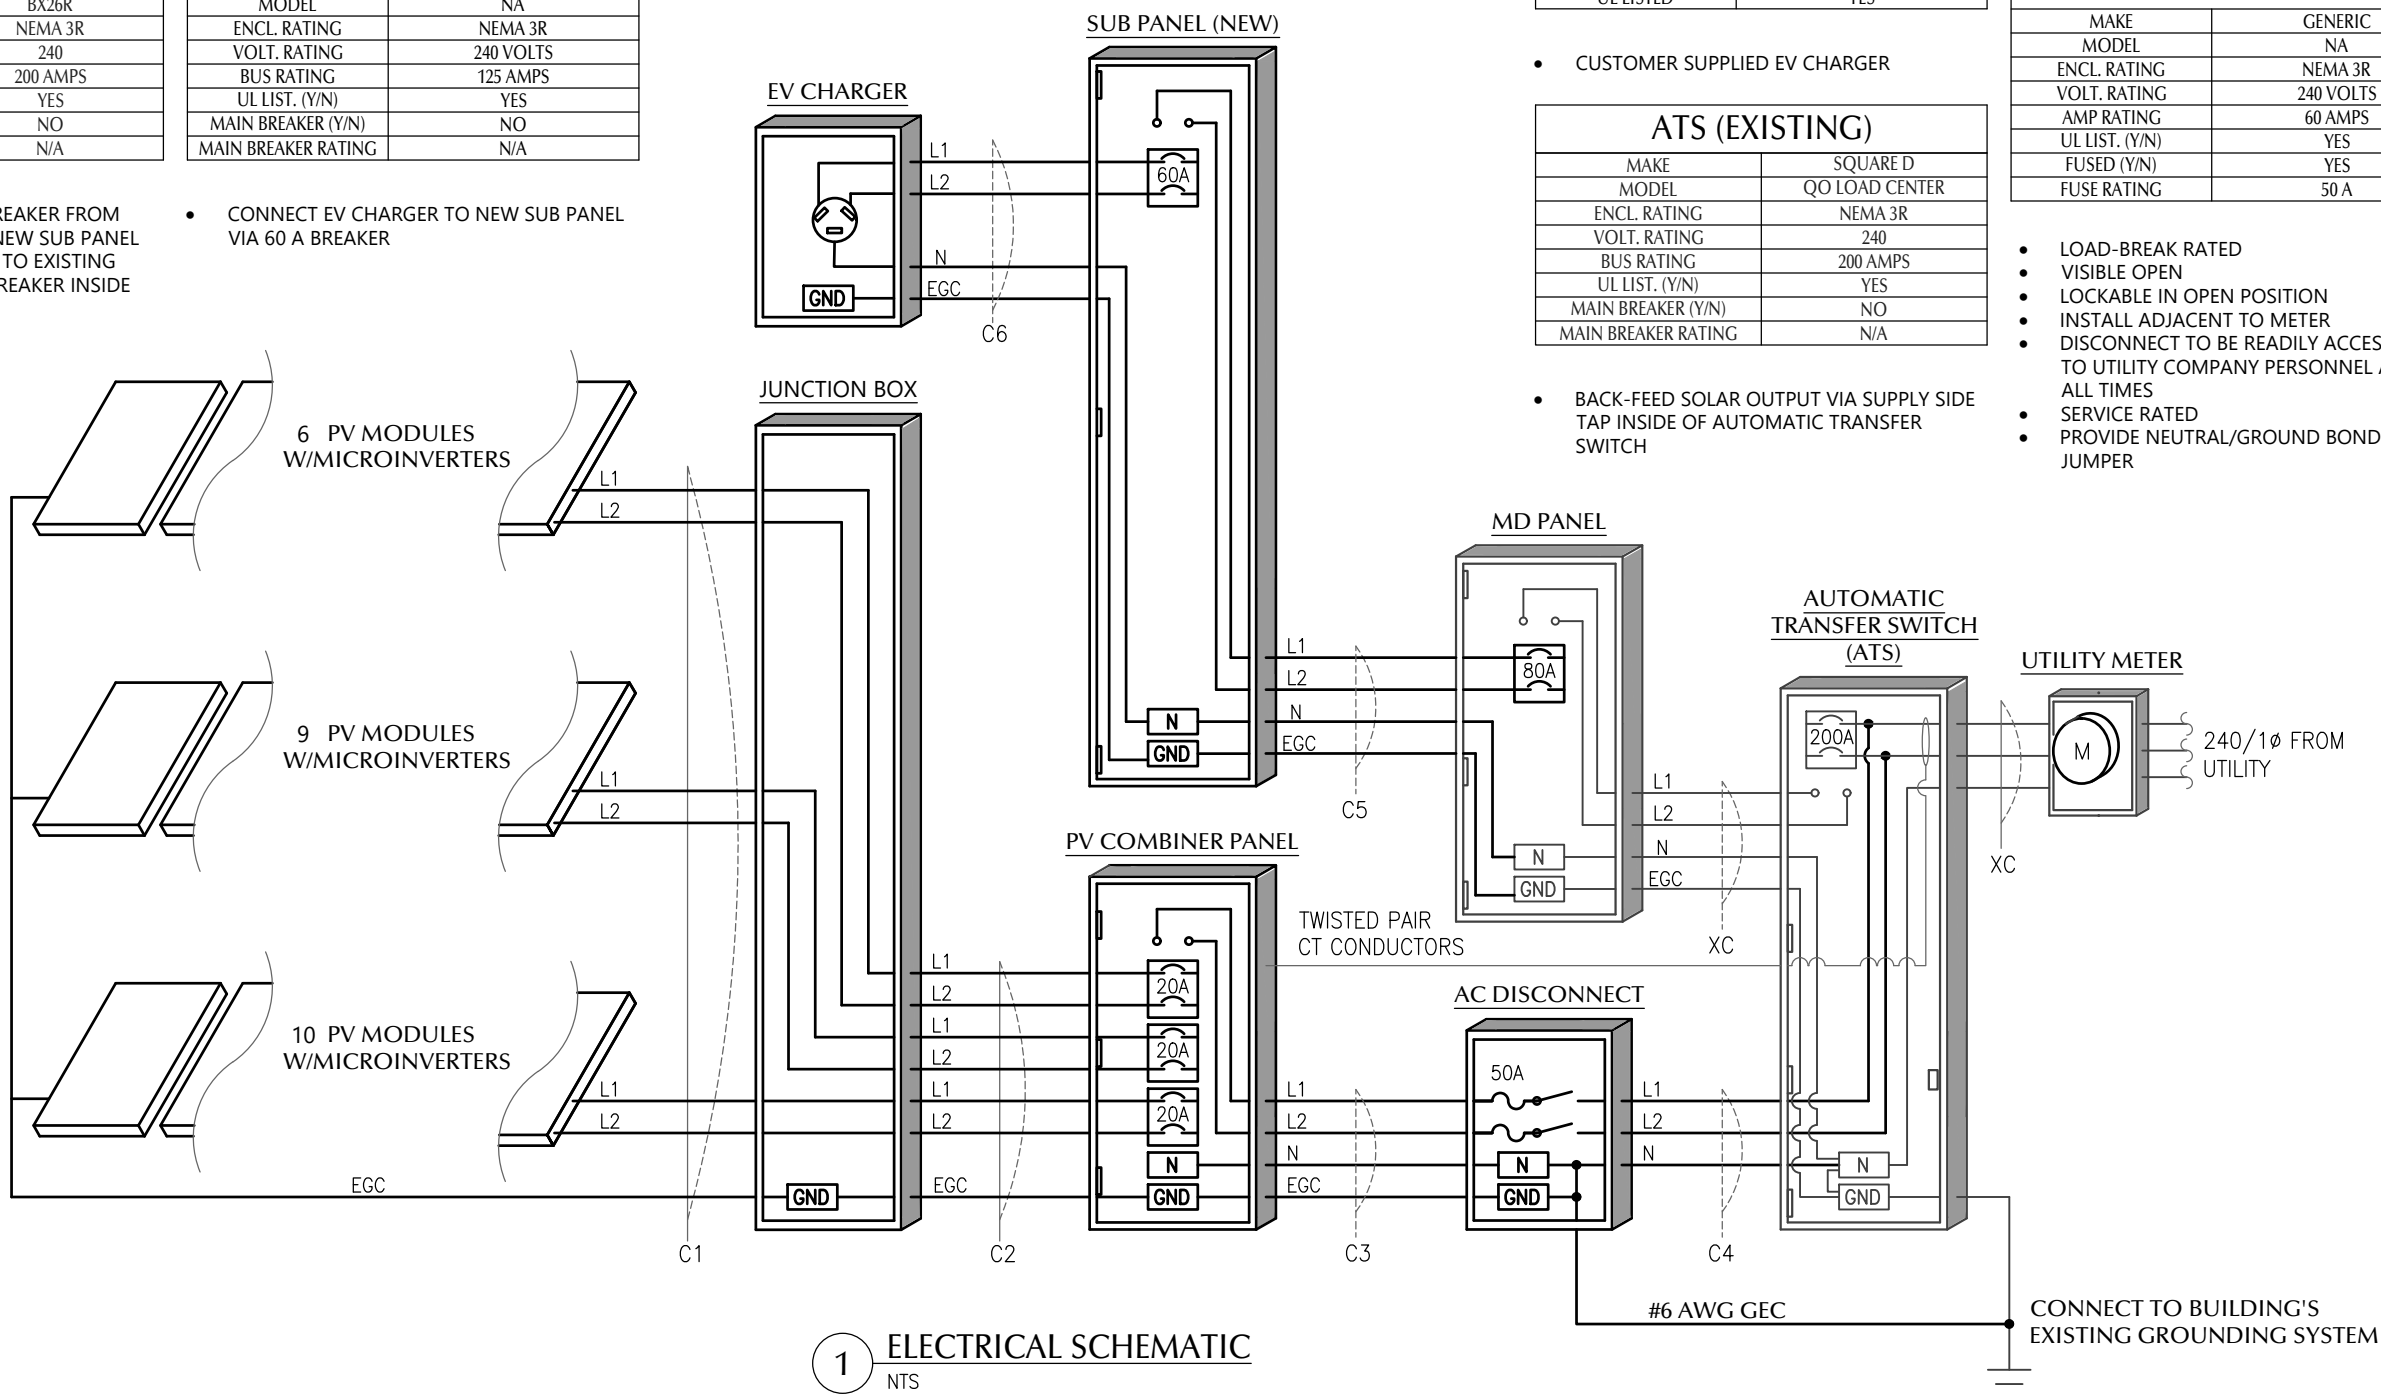 BX26R
NEMA 3R
240
200 AMPS
YES
NO
N/A
MODEL NA
ENCL. RATING NEMA 3R
VOLT. RATING 240 VOLTS
BUS RATING 125 AMPS
UL LIST. (Y/N) YES
MAIN BREAKER (Y/N) NO
MAIN BREAKER RATING N/A
REAKER FROM
NEW SUB PANEL
TO EXISTING
REAKER INSIDE
• CONNECT EV CHARGER TO NEW SUB PANEL
VIA 60 A BREAKER
UL LISTED YES
• CUSTOMER SUPPLIED EV CHARGER
ATS (EXISTING)
MAKE SQUARE D
MODEL QO LOAD CENTER
ENCL. RATING NEMA 3R
VOLT. RATING 240
BUS RATING 200 AMPS
UL LIST. (Y/N) YES
MAIN BREAKER (Y/N) NO
MAIN BREAKER RATING N/A
• BACK-FEED SOLAR OUTPUT VIA SUPPLY SIDE
TAP INSIDE OF AUTOMATIC TRANSFER
SWITCH
MAKE GENERIC
MODEL NA
ENCL. RATING NEMA 3R
VOLT. RATING 240 VOLTS
AMP RATING 60 AMPS
UL LIST. (Y/N) YES
FUSED (Y/N) YES
FUSE RATING 50 A
• LOAD-BREAK RATED
• VISIBLE OPEN
• LOCKABLE IN OPEN POSITION
• INSTALL ADJACENT TO METER
• DISCONNECT TO BE READILY ACCES
TO UTILITY COMPANY PERSONNEL
ALL TIMES
• SERVICE RATED
• PROVIDE NEUTRAL/GROUND BOND
JUMPER
SUB PANEL (NEW)
60A
N
GND
EV CHARGER
GND
L1
L2
N
EGC
C6
6 PV MODULES
W/MICROINVERTERS
L1
L2
9 PV MODULES
W/MICROINVERTERS
L1
L2
10 PV MODULES
W/MICROINVERTERS
L1
L2
EGC
C1
JUNCTION BOX
GND
L1
L2
L1
L2
L1
L2
EGC
C2
PV COMBINER PANEL
20A
20A
20A
N
GND
L1
L2
N
EGC
C5
TWISTED PAIR
CT CONDUCTORS
L1
L2
N
EGC
C3
MD PANEL
80A
N
GND
L1
L2
N
EGC
XC
AC DISCONNECT
50A
N
GND
L1
L2
N
C4
AUTOMATIC
TRANSFER SWITCH
(ATS)
200A
N
GND
XC
UTILITY METER
M
240/1ø FROM
UTILITY
#6 AWG GEC
CONNECT TO BUILDING'S
EXISTING GROUNDING SYSTEM
1 ELECTRICAL SCHEMATIC
NTS